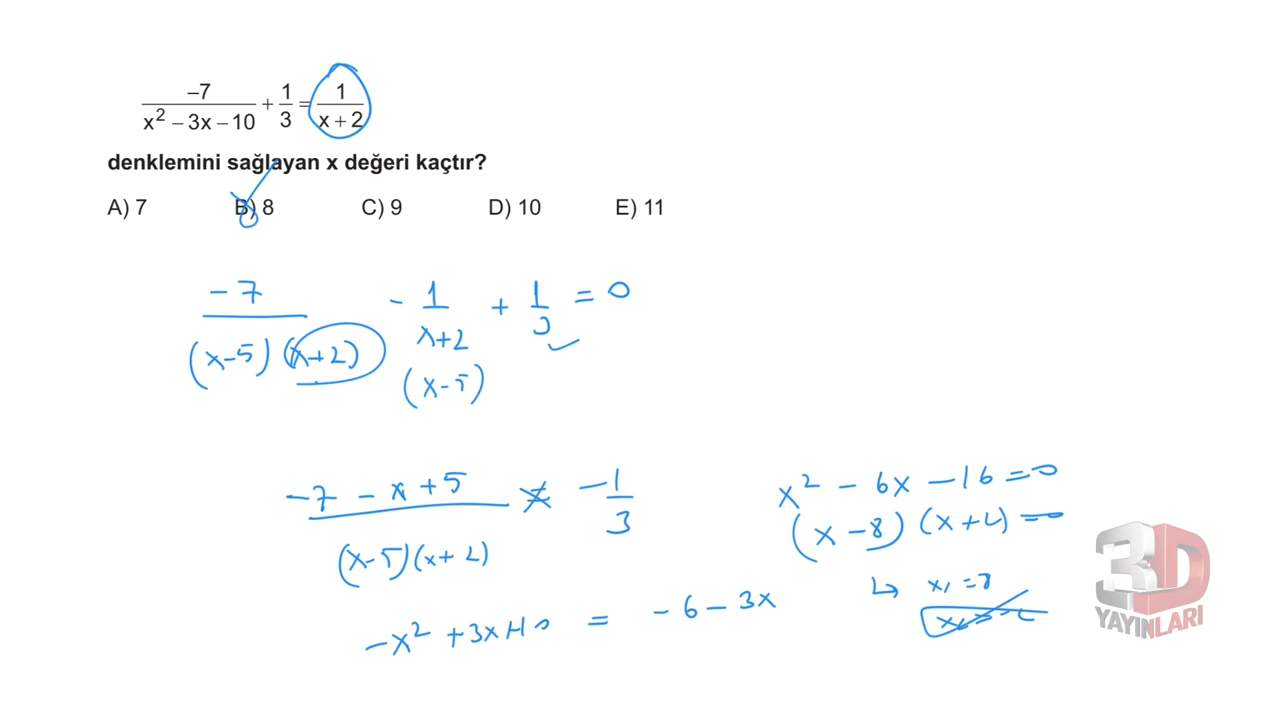 −7 / (x² − 3x − 10) + 1/3 = 1/(x + 2)
denklemini sağlayan x değeri kaçtır?
A) 7 B) 8 C) 9 D) 10 E) 11
−7 / (x−5)(x+2) − 1/(x+2) + 1/3 = 0
(x−5)
(−7 − x + 5) / (x−5)(x+2) = −1/3
−x² + 3x + 10 = −6 − 3x
x² − 6x − 16 = 0
(x − 8)(x + 2) = 0
↳ x₁ = 8
x₂ = −2
3D
YAYINLARI